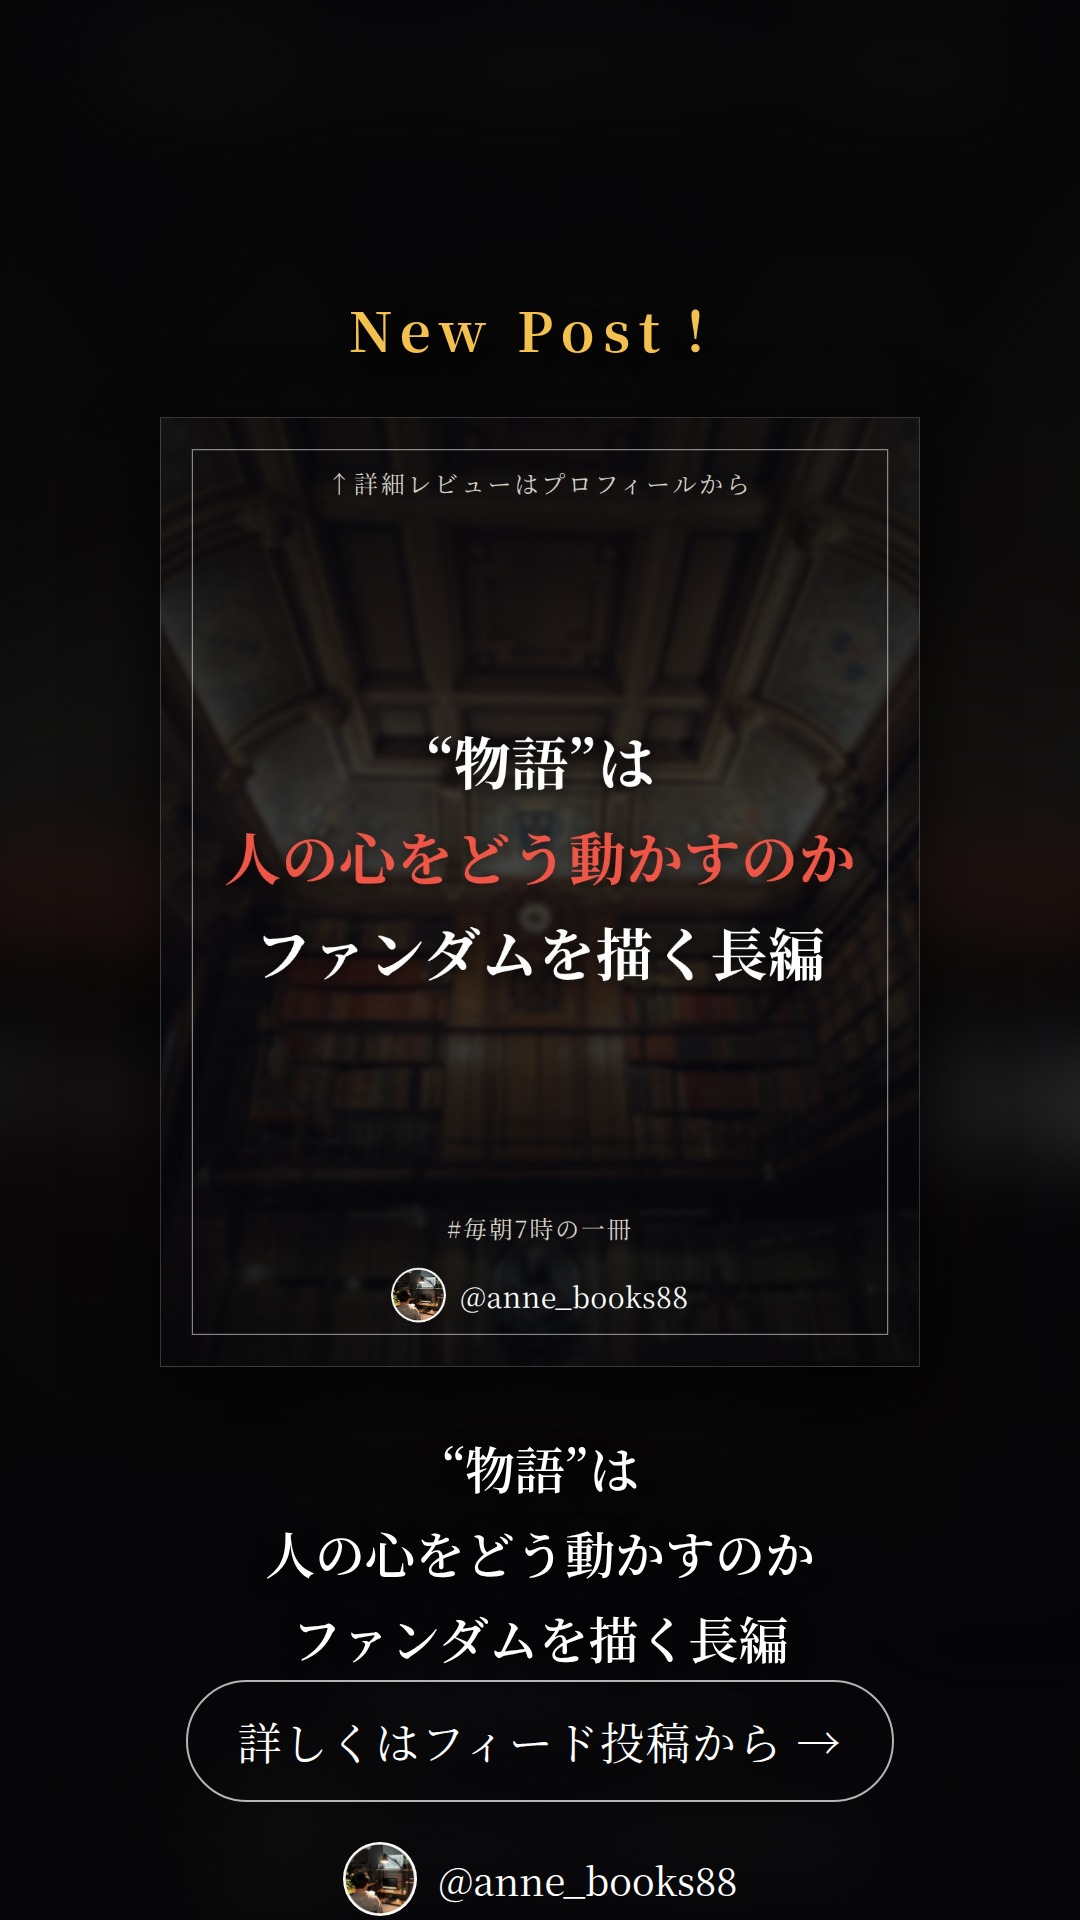 New Post！
↑詳細レビューはプロフィールから
“物語”は
人の心をどう動かすのか
ファンダムを描く長編
#毎朝7時の一冊
@anne_books88
“物語”は
人の心をどう動かすのか
ファンダムを描く長編
詳しくはフィード投稿から →
@anne_books88